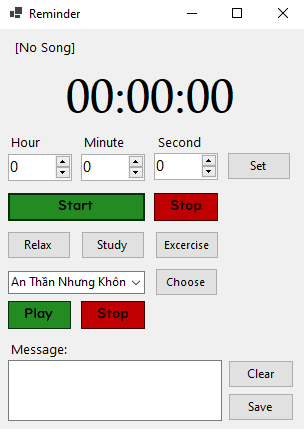 Reminder
[No Song]
00:00:00
Hour Minute Second
0 0 0 Set
Start Stop
Relax Study Excercise
An Thần Nhưng Khôn Choose
Play Stop
Message:
Clear
Save